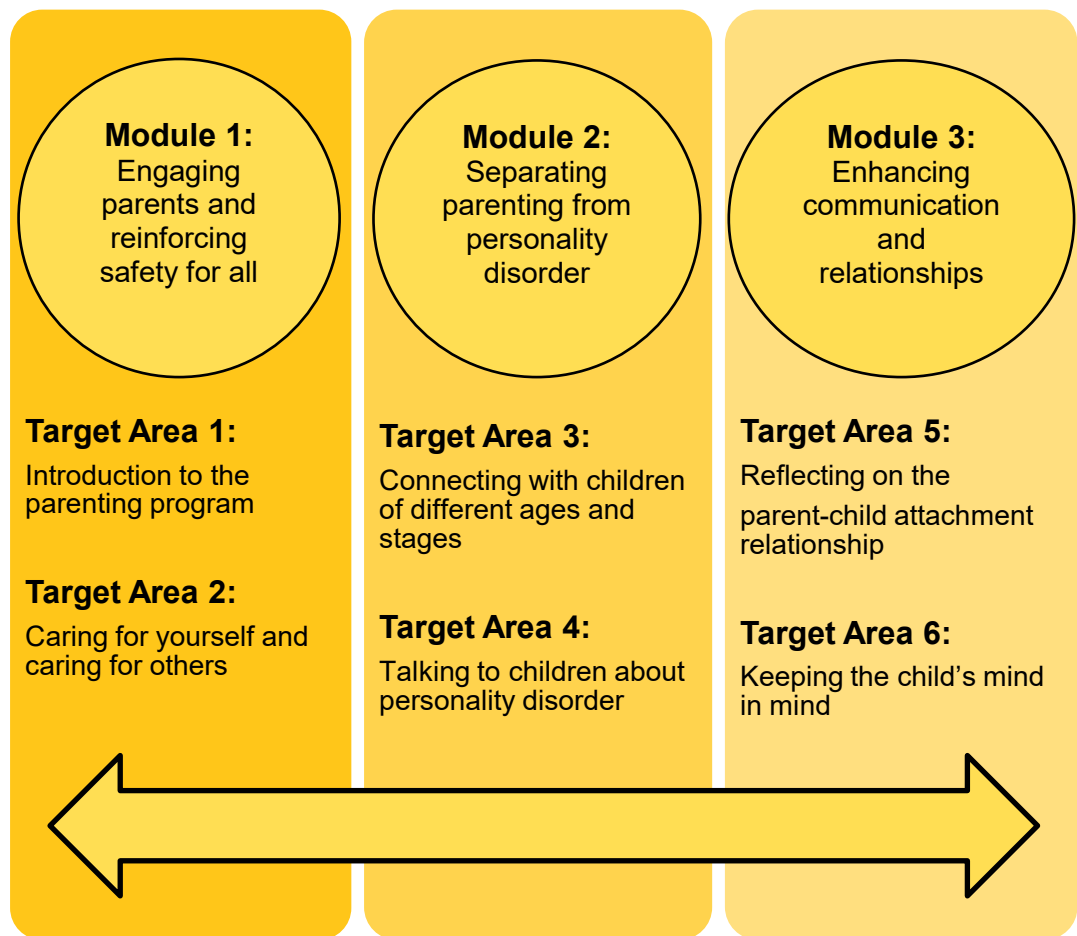 Module 1:
Engaging
parents and
reinforcing
safety for all
Target Area 1:
Introduction to the
parenting program
Target Area 2:
Caring for yourself and
caring for others
Module 2:
Separating
parenting from
personality
disorder
Target Area 3:
Connecting with children
of different ages and
stages
Target Area 4:
Talking to children about
personality disorder
Module 3:
Enhancing
communication
and
relationships
Target Area 5:
Reflecting on the
parent-child attachment
relationship
Target Area 6:
Keeping the child’s mind
in mind